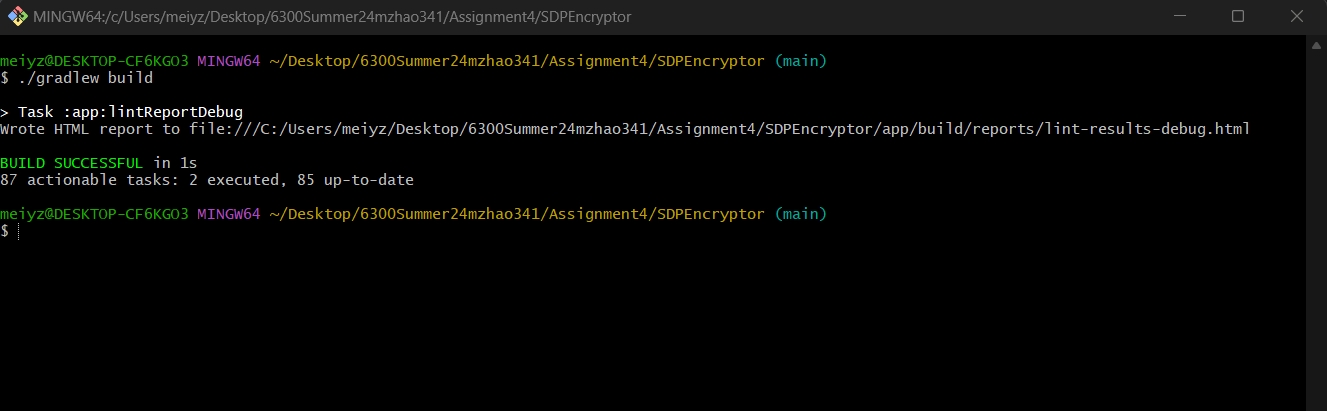 MINGW64:/c/Users/meiyz/Desktop/6300Summer24mzhao341/Assignment4/SDPEncryptor
meiyz@DESKTOP-CF6KGO3 MINGW64 ~/Desktop/6300Summer24mzhao341/Assignment4/SDPEncryptor (main)
$ ./gradlew build
> Task :app:lintReportDebug
Wrote HTML report to file:///C:/Users/meiyz/Desktop/6300Summer24mzhao341/Assignment4/SDPEncryptor/app/build/reports/lint-results-debug.html
BUILD SUCCESSFUL in 1s
87 actionable tasks: 2 executed, 85 up-to-date
meiyz@DESKTOP-CF6KGO3 MINGW64 ~/Desktop/6300Summer24mzhao341/Assignment4/SDPEncryptor (main)
$